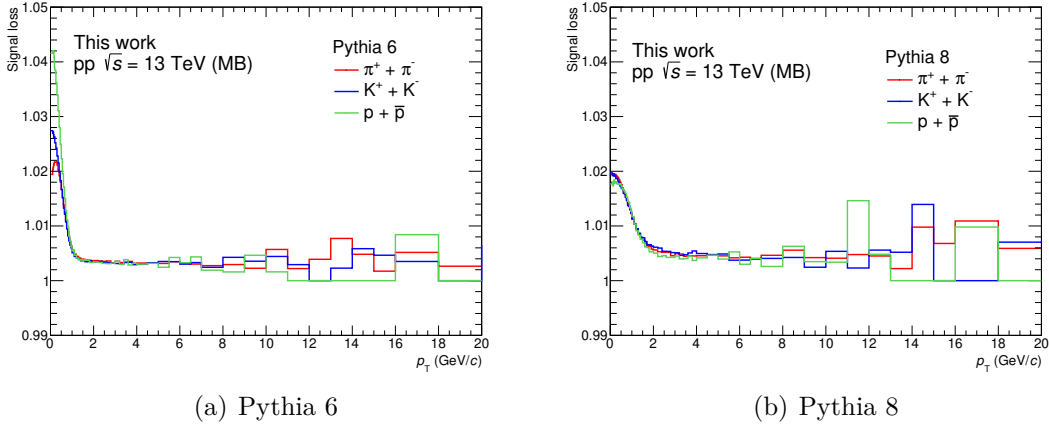 Signal loss
1.05
1.04
1.03
1.02
1.01
1
0.99
This work
pp √s = 13 TeV (MB)
Pythia 6
π⁺ + π⁻
K⁺ + K⁻
p + p̅
0 2 4 6 8 10 12 14 16 18 20
p_T (GeV/c)
(a) Pythia 6
Signal loss
1.05
1.04
1.03
1.02
1.01
1
0.99
This work
pp √s = 13 TeV (MB)
Pythia 8
π⁺ + π⁻
K⁺ + K⁻
p + p̅
0 2 4 6 8 10 12 14 16 18 20
p_T (GeV/c)
(b) Pythia 8